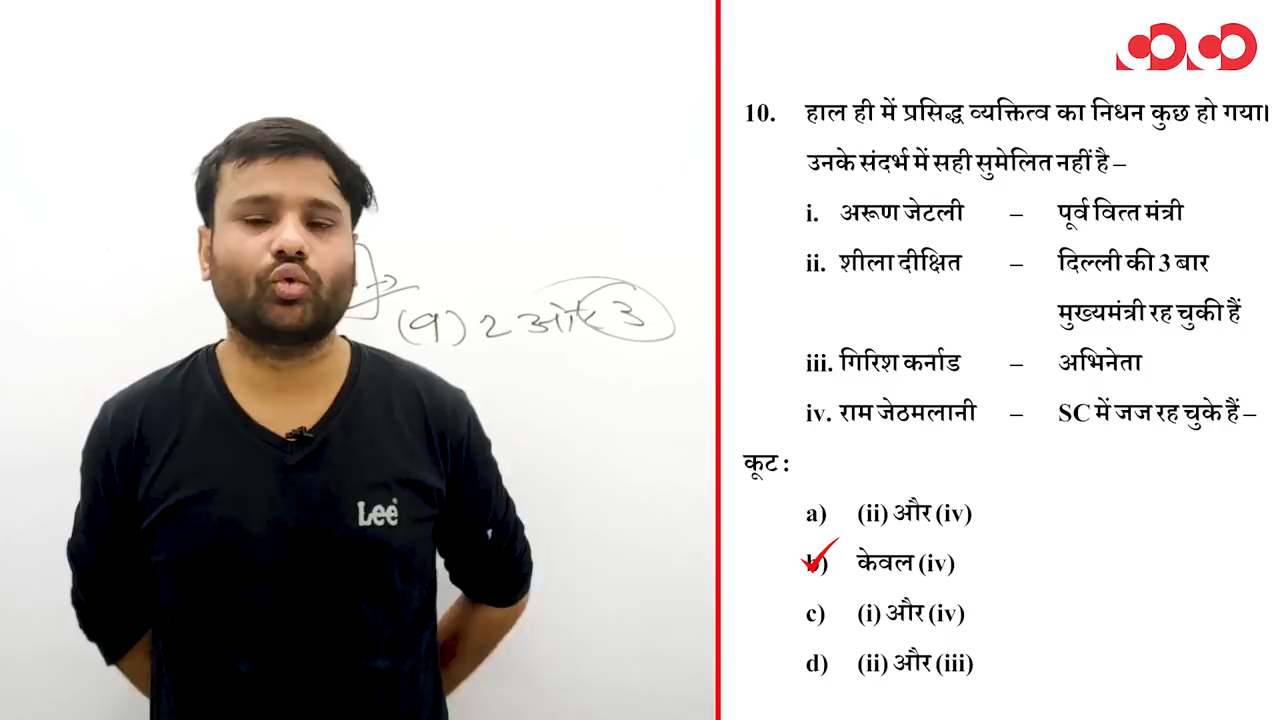 10. हाल ही में प्रसिद्ध व्यक्तित्व का निधन कुछ हो गया।
उनके संदर्भ में सही सुमेलित नहीं है –
i. अरूण जेटली – पूर्व वित्त मंत्री
ii. शीला दीक्षित – दिल्ली की 3 बार
मुख्यमंत्री रह चुकी हैं
iii. गिरिश कर्नाड – अभिनेता
iv. राम जेठमलानी – SC में जज रह चुके हैं –
कूट :
a) (ii) और (iv)
b) केवल (iv)
c) (i) और (iv)
d) (ii) और (iii)
(9) 2 और 3
Lee